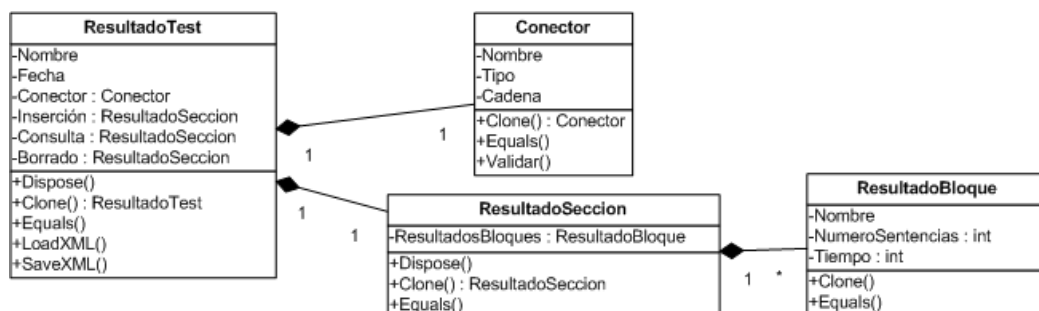 ResultadoTest
-Nombre
-Fecha
-Conector : Conector
-Inserción : ResultadoSeccion
-Consulta : ResultadoSeccion
-Borrado : ResultadoSeccion
+Dispose()
+Clone() : ResultadoTest
+Equals()
+LoadXML()
+SaveXML()
1
1
1
1
Conector
-Nombre
-Tipo
-Cadena
+Clone() : Conector
+Equals()
+Validar()
ResultadoSeccion
-ResultadosBloques : ResultadoBloque
+Dispose()
+Clone() : ResultadoSeccion
+Equals()
1
*
ResultadoBloque
-Nombre
-NumeroSentencias : int
-Tiempo : int
+Clone()
+Equals()